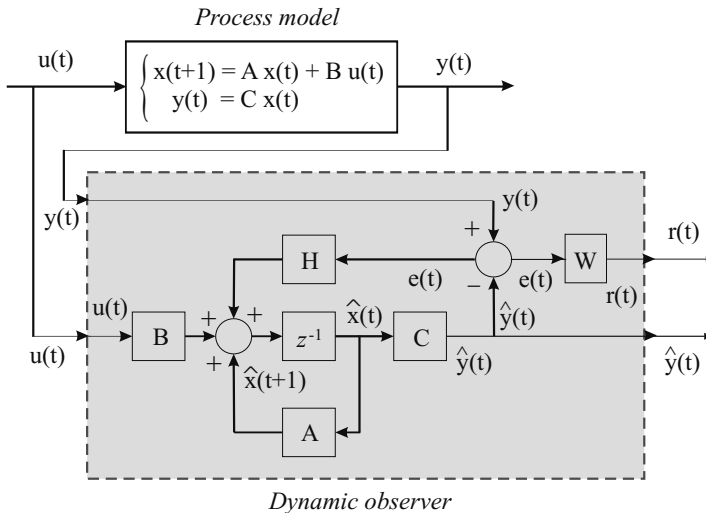 Process model
u(t)
x(t+1) = A x(t) + B u(t)
y(t) = C x(t)
y(t)
y(t)
y(t)
+
H
W
r(t)
e(t)
e(t)
−
r(t)
u(t)
B
+
+
z⁻¹
x̂(t)
C
ŷ(t)
u(t)
+
x̂(t+1)
ŷ(t)
ŷ(t)
A
Dynamic observer